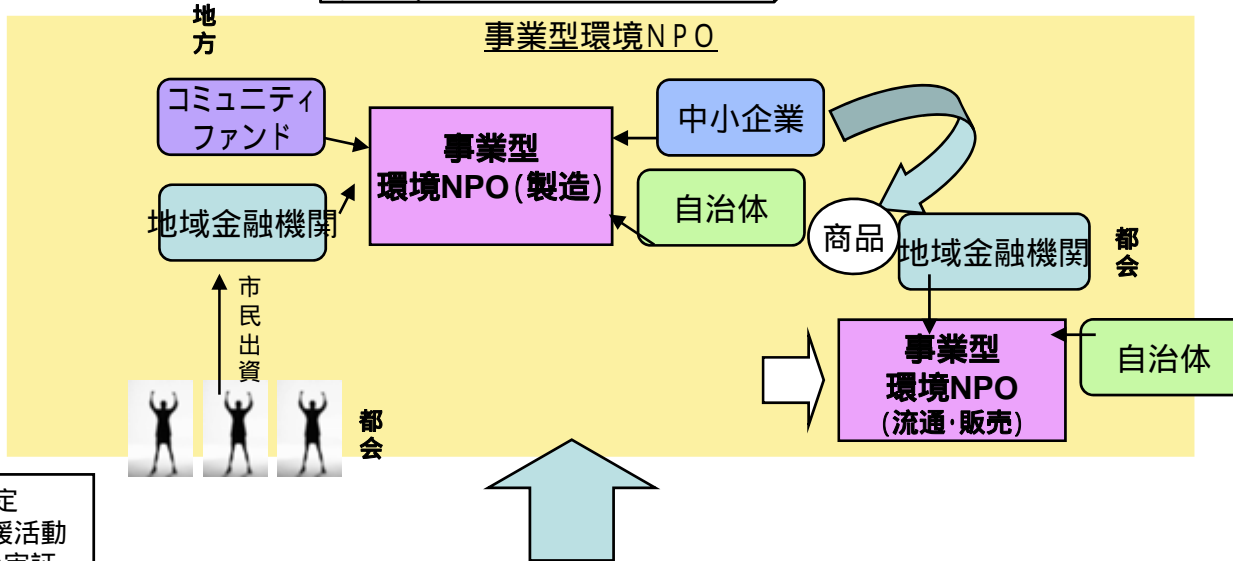 地方
事業型環境NPO
コミュニティ
ファンド
事業型
環境NPO(製造)
中小企業
地域金融機関
自治体
商品
地域金融機関
都会
市民出資
事業型
環境NPO
(流通・販売)
自治体
都会
定
援活動